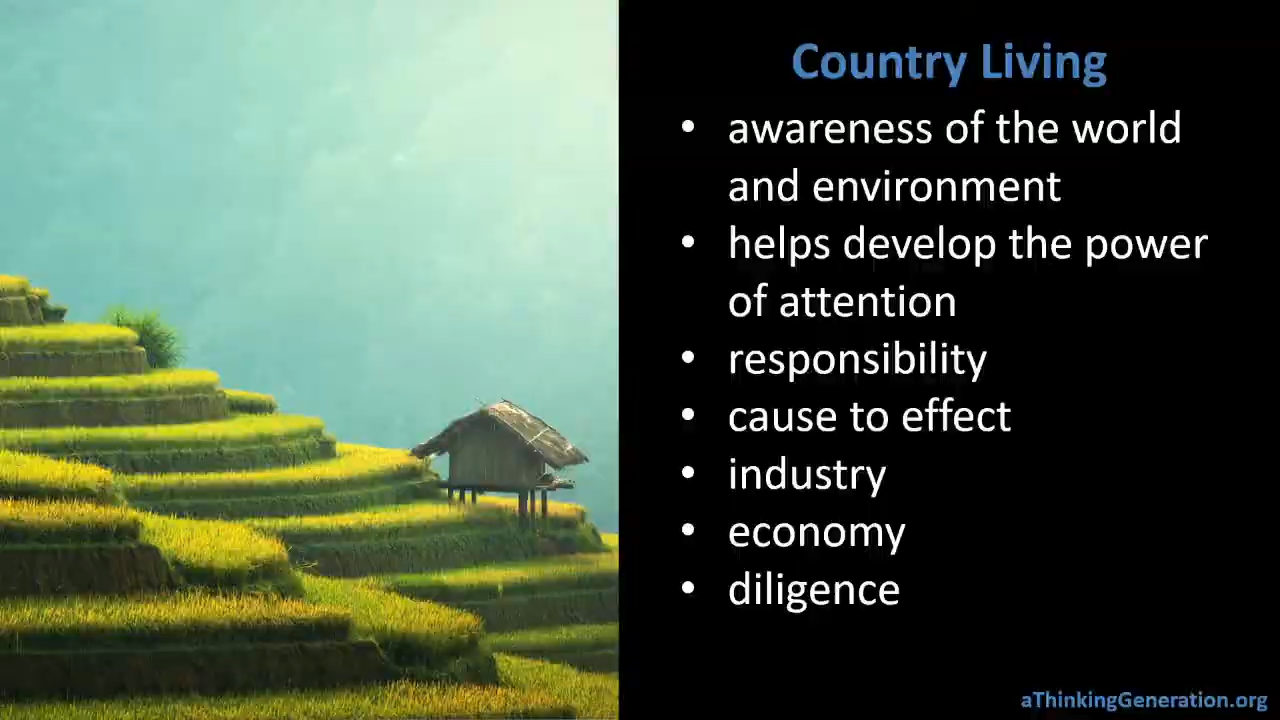 Country Living
• awareness of the world
and environment
• helps develop the power
of attention
• responsibility
• cause to effect
• industry
• economy
• diligence
aThinkingGeneration.org